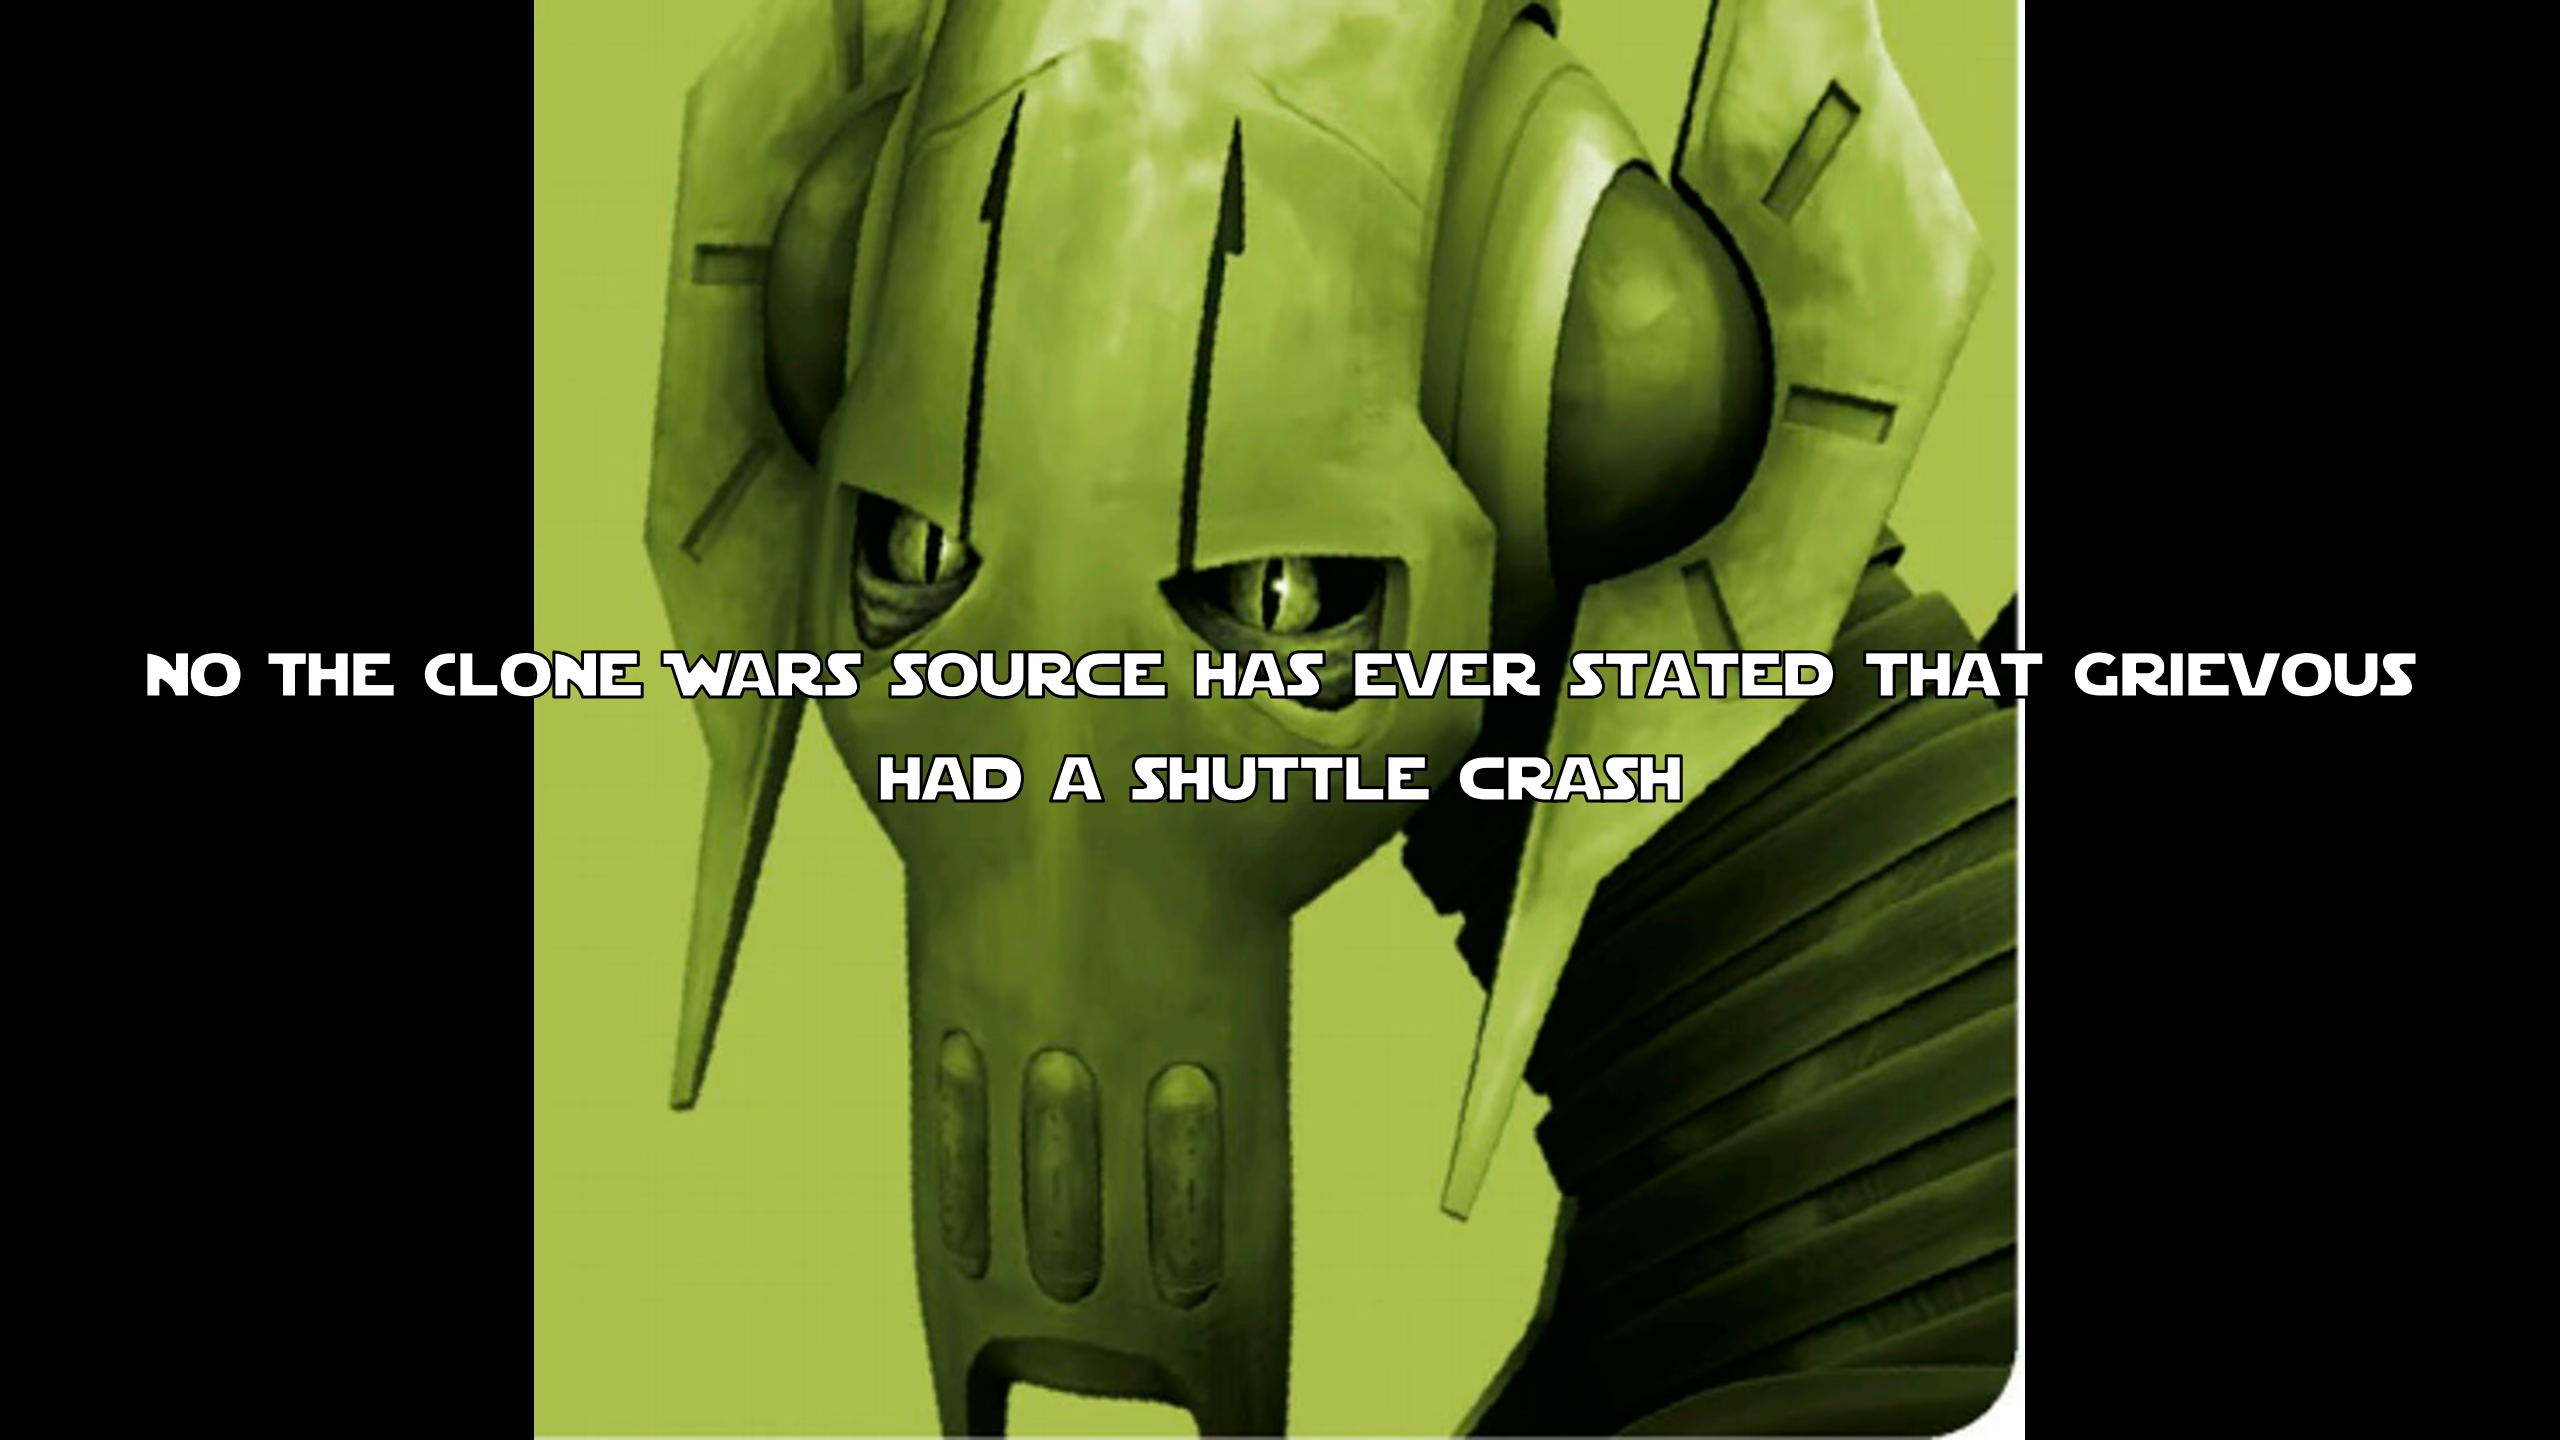 NO THE CLONE WARS SOURCE HAS EVER STATED THAT GRIEVOUS
HAD A SHUTTLE CRASH